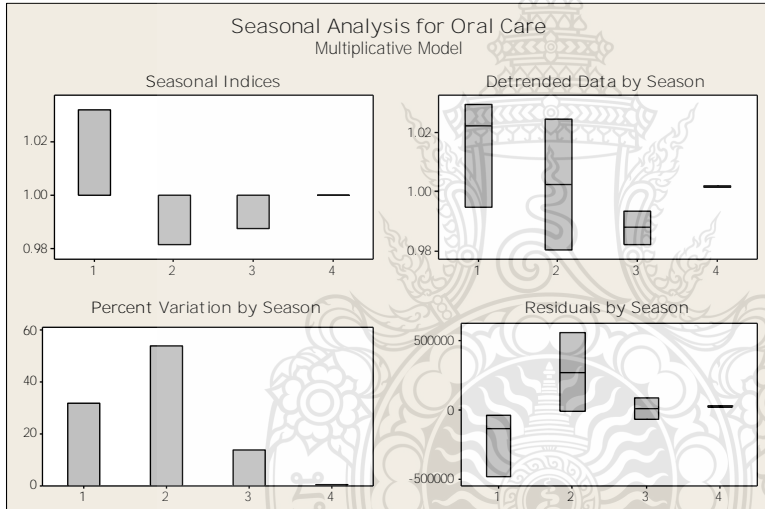 Seasonal Analysis for Oral Care
Multiplicative Model
Seasonal Indices
1.02
1.00
0.98
1 2 3 4
Detrended Data by Season
1.02
1.00
0.98
1 2 3 4
Percent Variation by Season
60
40
20
0
1 2 3 4
Residuals by Season
500000
0
-500000
1 2 3 4